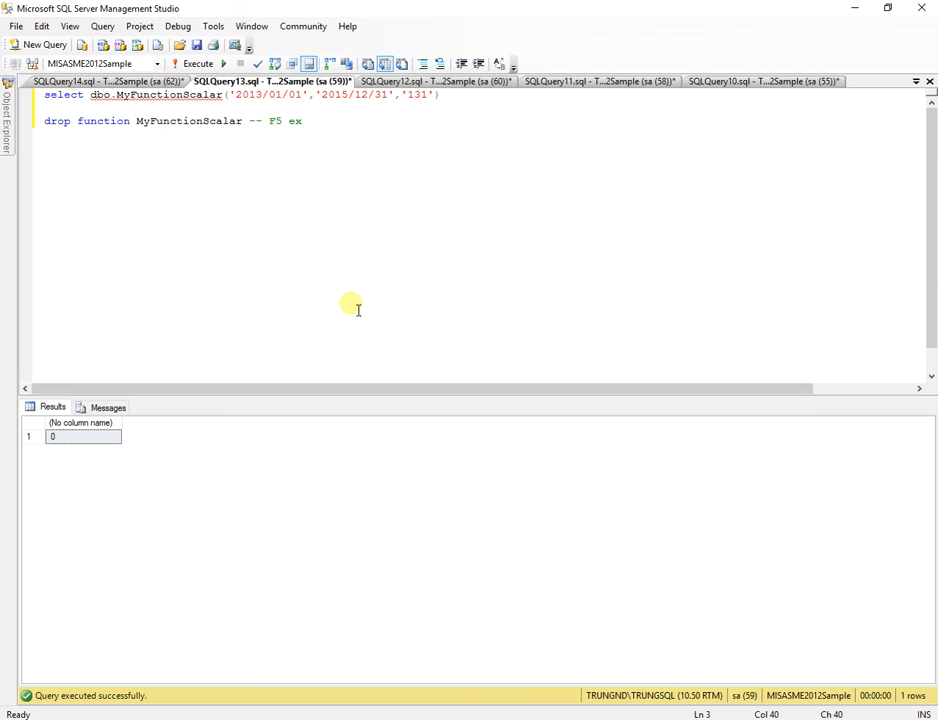 Microsoft SQL Server Management Studio
File Edit View Query Project Debug Tools Window Community Help
New Query
MISASME2012Sample Execute
SQLQuery14.sql - T...2Sample (sa (62))* SQLQuery13.sql - T...2Sample (sa (59))* SQLQuery12.sql - T...2Sample (sa (60))* SQLQuery11.sql - T...2Sample (sa (58))* SQLQuery10.sql - T...2Sample (sa (55))*
Object Explorer
select dbo.MyFunctionScalar('2013/01/01','2015/12/31','131')
drop function MyFunctionScalar -- F5 ex
Results Messages
(No column name)
1 0
Query executed successfully. TRUNGND\TRUNGSQL (10.50 RTM) sa (59) MISASME2012Sample 00:00:00 1 rows
Ready Ln 3 Col 40 Ch 40 INS